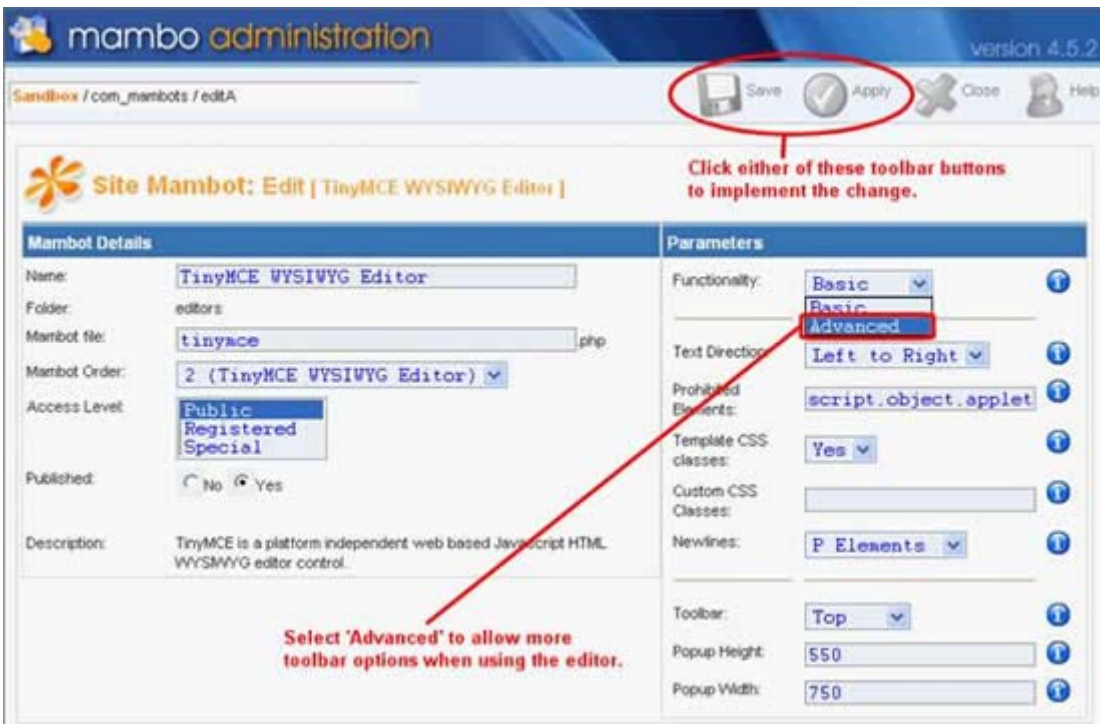 mambo administration
version 4.5.2
Sandbox / com_mambots / editA
Save Apply Close Help
Click either of these toolbar buttons
to implement the change.
Site Mambot: Edit [ TinyMCE WYSIWYG Editor ]
Mambot Details
Name: TinyMCE WYSIWYG Editor
Folder: editors
Mambot file: tinymce .php
Mambot Order: 2 (TinyMCE WYSIWYG Editor)
Access Level: Public
Registered
Special
Published: No Yes
Description: TinyMCE is a platform independent web based Javascript HTML
WYSIWYG editor control.
Select 'Advanced' to allow more
toolbar options when using the editor.
Parameters
Functionality: Basic
Basic
Advanced
Text Direction: Left to Right
Prohibited
Elements: script.object.applet
Template CSS
classes: Yes
Custom CSS
Classes:
Newlines: P Elements
Toolbar: Top
Popup Height: 550
Popup Width: 750